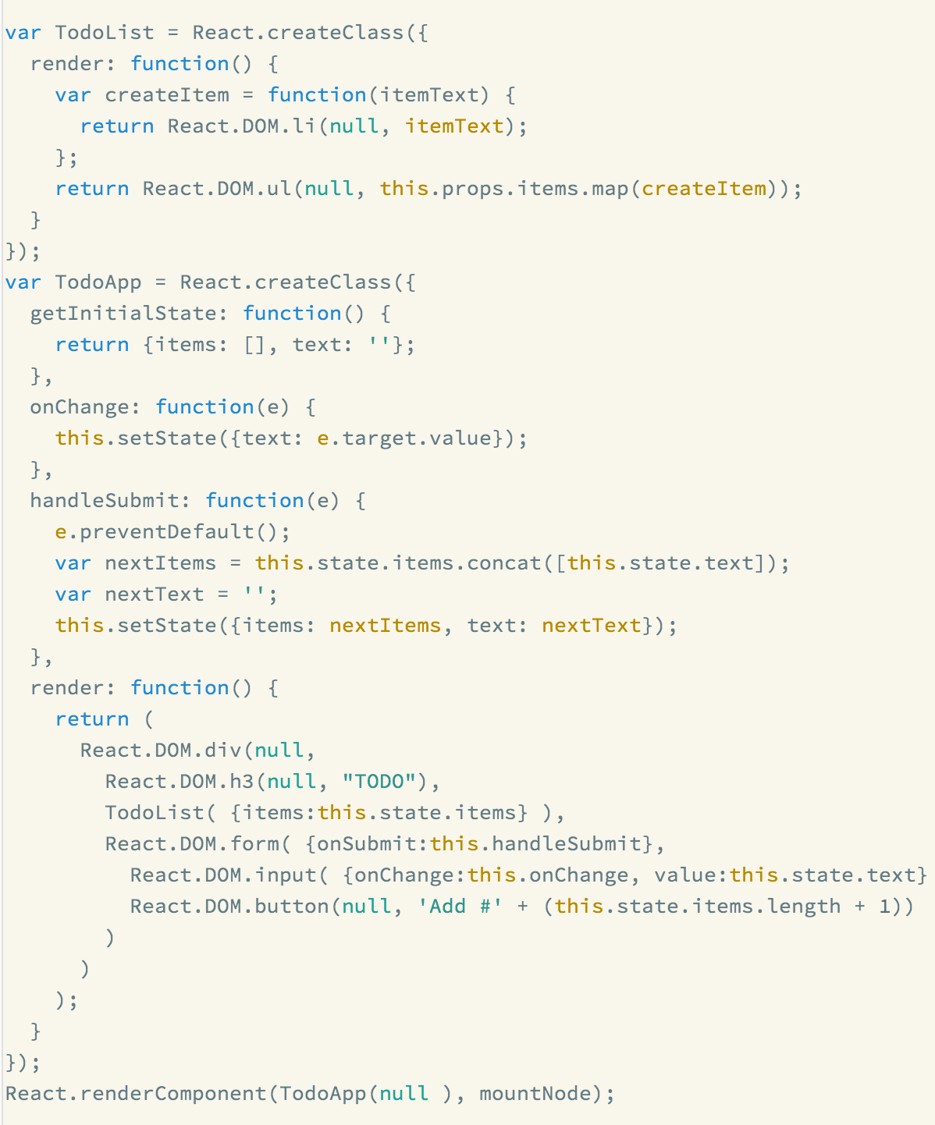 var TodoList = React.createClass({
  render: function() {
    var createItem = function(itemText) {
      return React.DOM.li(null, itemText);
    };
    return React.DOM.ul(null, this.props.items.map(createItem));
  }
});
var TodoApp = React.createClass({
  getInitialState: function() {
    return {items: [], text: ''};
  },
  onChange: function(e) {
    this.setState({text: e.target.value});
  },
  handleSubmit: function(e) {
    e.preventDefault();
    var nextItems = this.state.items.concat([this.state.text]);
    var nextText = '';
    this.setState({items: nextItems, text: nextText});
  },
  render: function() {
    return (
      React.DOM.div(null,
        React.DOM.h3(null, "TODO"),
        TodoList( {items:this.state.items} ),
        React.DOM.form( {onSubmit:this.handleSubmit},
          React.DOM.input( {onChange:this.onChange, value:this.state.text}
          React.DOM.button(null, 'Add #' + (this.state.items.length + 1))
        )
      )
    );
  }
});
React.renderComponent(TodoApp(null ), mountNode);